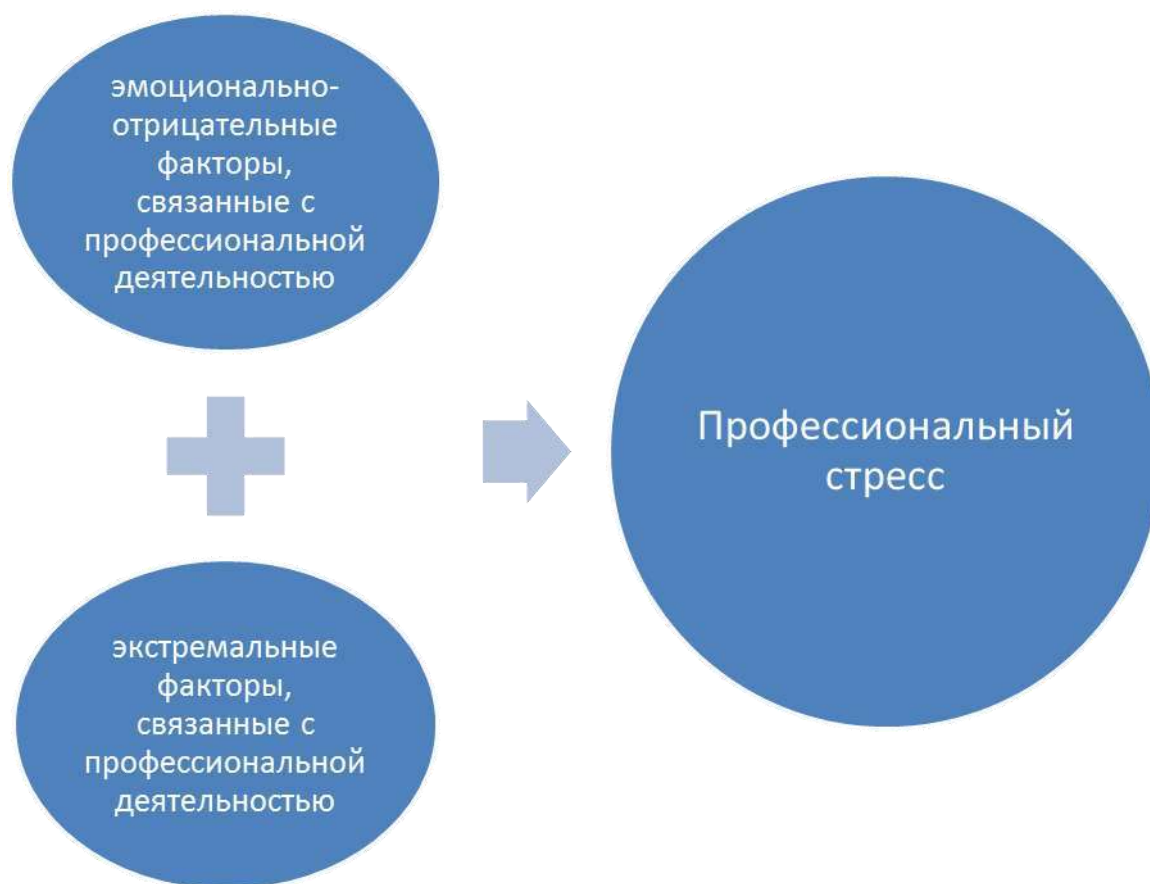 эмоционально-
отрицательные
факторы,
связанные с
профессиональной
деятельностью
экстремальные
факторы,
связанные с
профессиональной
деятельностью
Профессиональный
стресс